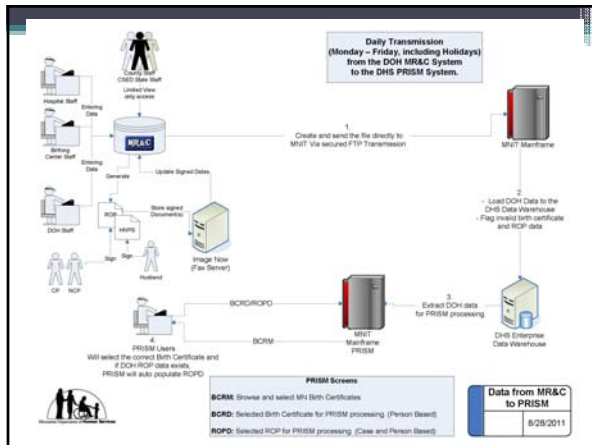 Daily Transmission
(Monday – Friday, including Holidays)
from the DOH MR&C System
to the DHS PRISM System.
County Staff
CSED State Staff
Limited View
only access
Hospital Staff
Entering
Data
Birthing
Center Staff
Entering
Data
DOH Staff
MR&C
Generate
Update Signed Dates
ROP
HNPS
Store signed
Document(s)
Image Now
(Fax Server)
Sign
Sign
CP
NCP
Husband
1.
Create and send the file directly to
MNIT Via secured FTP Transmission
MNIT Mainframe
2.
- Load DOH Data to the
DHS Data Warehouse
- Flag invalid birth certificate
and ROP data
DHS Enterprise
Data Warehouse
3.
Extract DOH data
for PRISM processing
MNIT
Mainframe
PRISM
BCRD/ROPD
BCRM
4.
PRISM Users
Will select the correct Birth Certificate and
if DOH ROP data exists,
PRISM will auto populate ROPD
PRISM Screens
BCRM: Browse and select MN Birth Certificates
BCRD: Selected Birth Certificate for PRISM processing. (Person Based)
ROPD: Selected ROP for PRISM processing. (Case and Person Based)
Minnesota Department of Human Services
Data from MR&C
to PRISM
8/28/2011